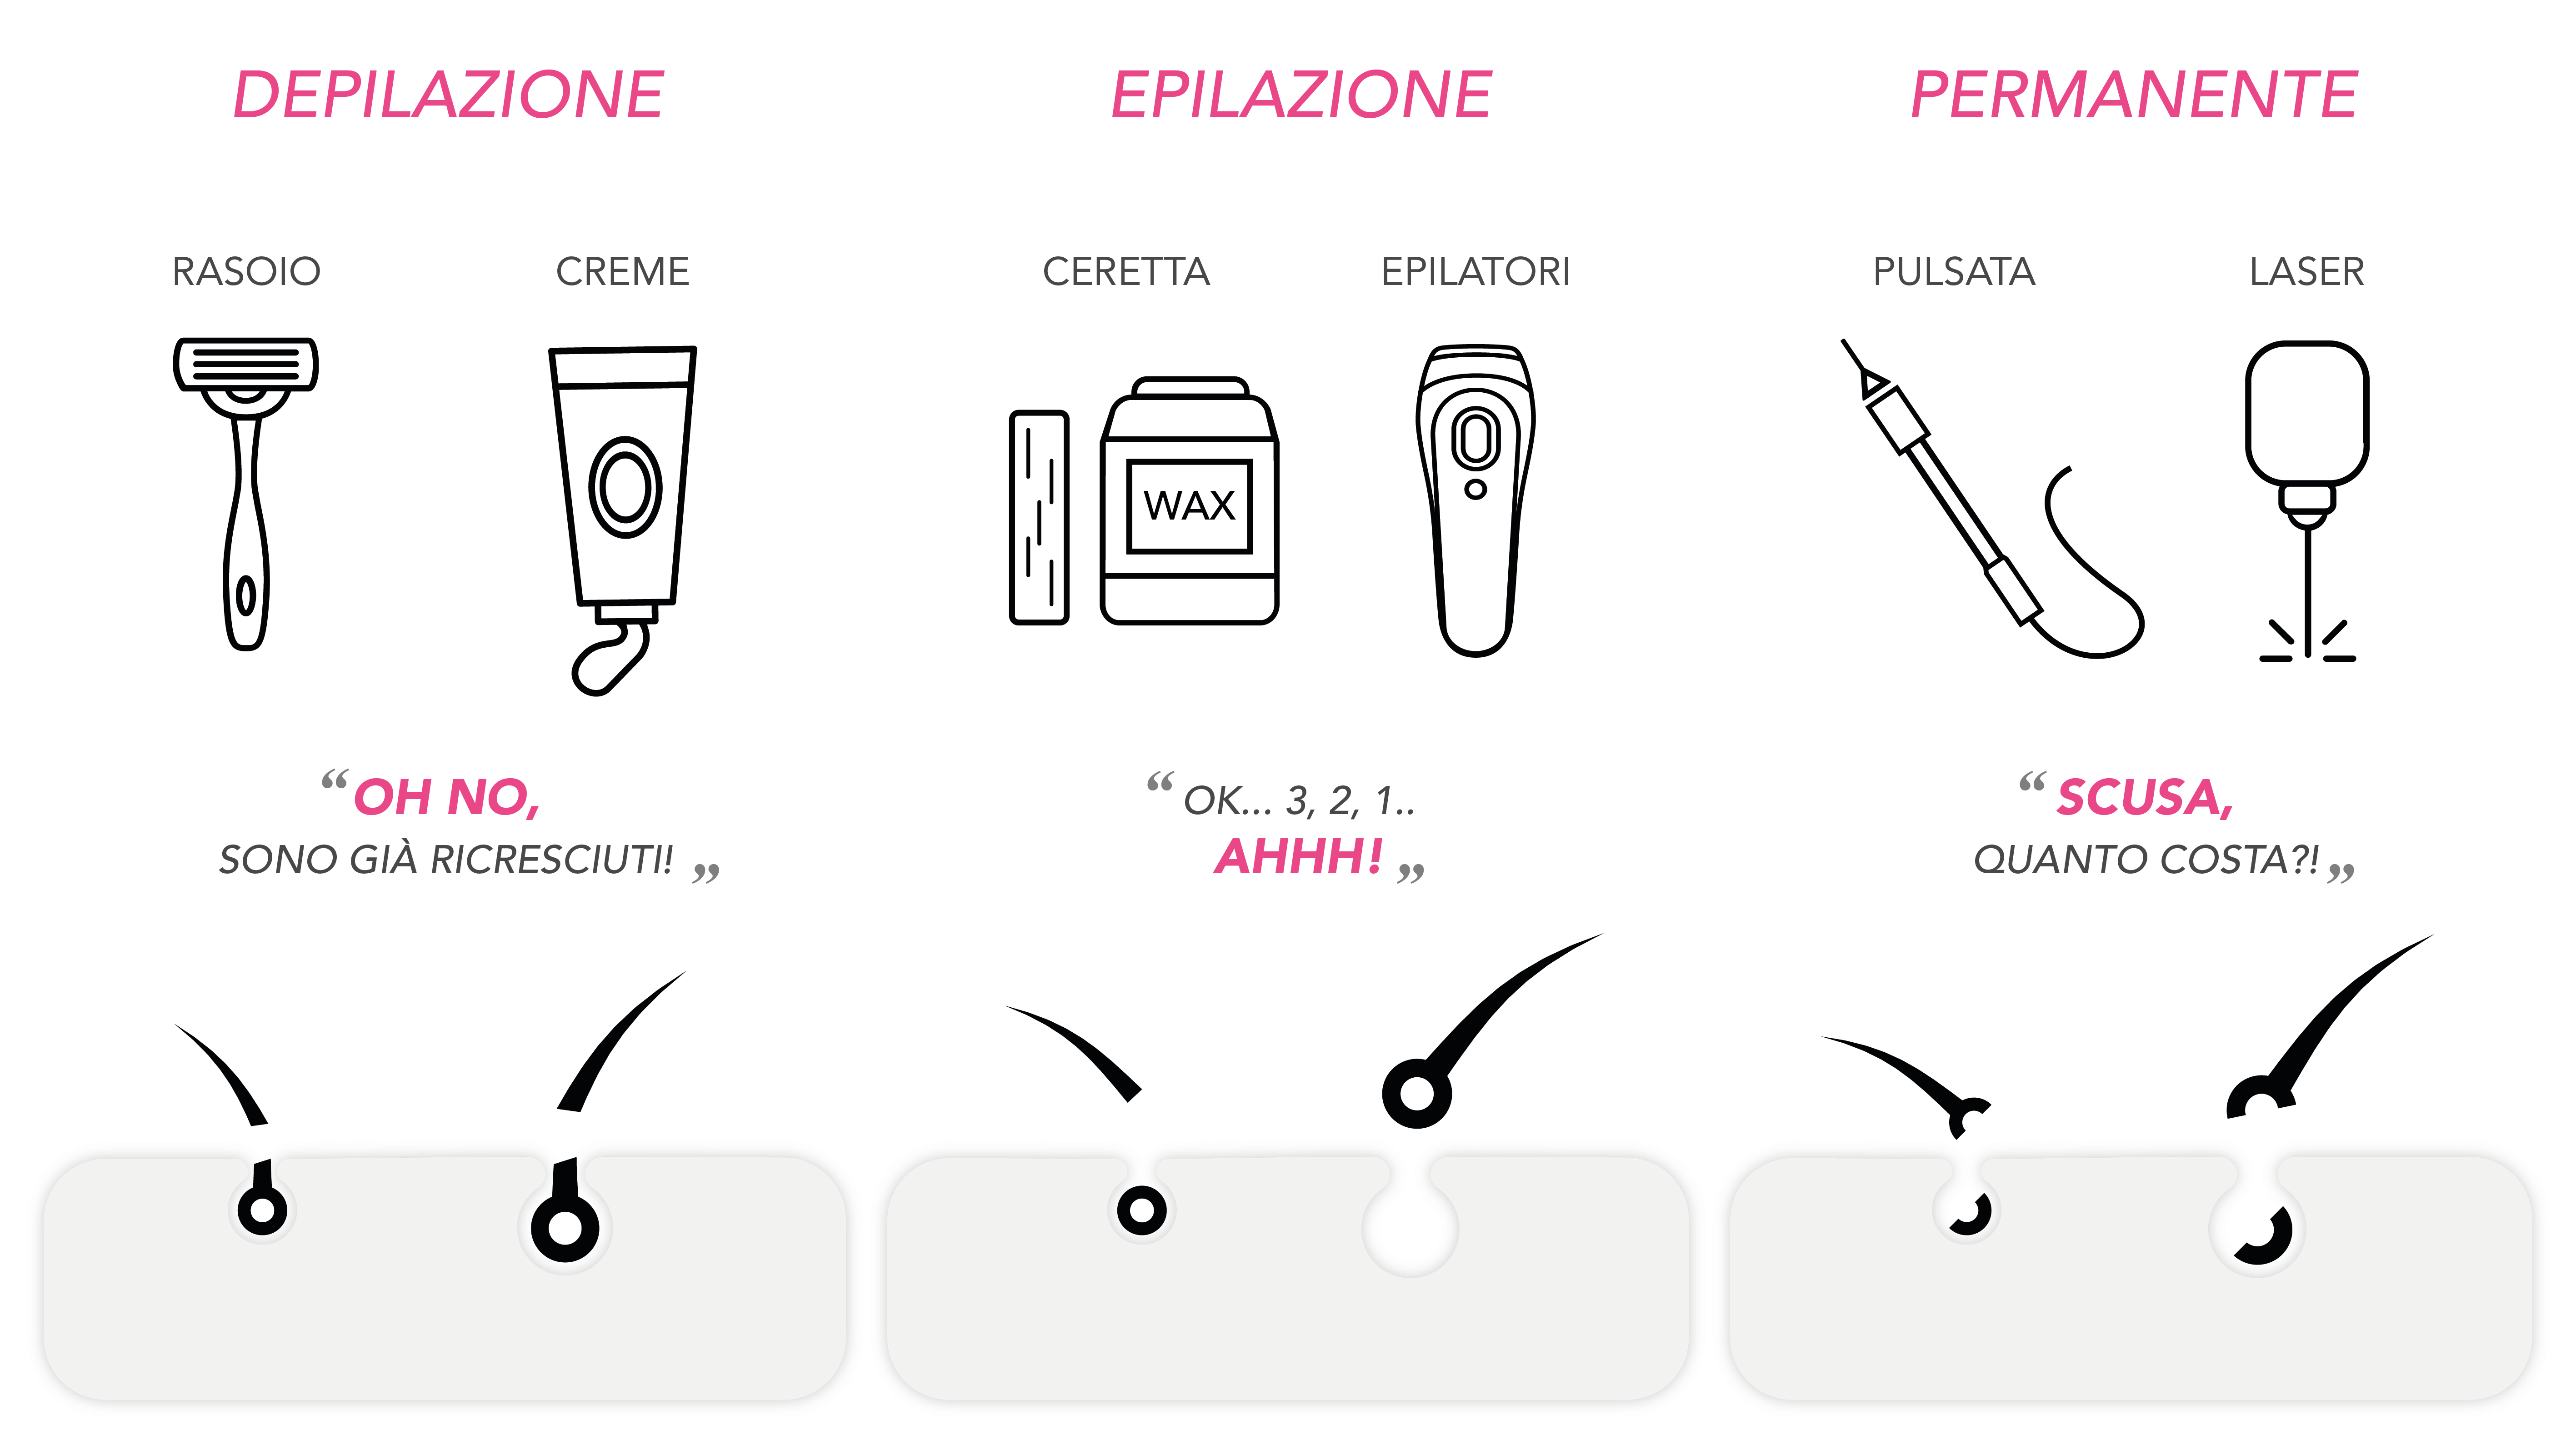 DEPILAZIONE
RASOIO
CREME
“ OH NO,
SONO GIÀ RICRESCIUTI! ”
EPILAZIONE
CERETTA
EPILATORI
WAX
“ OK... 3, 2, 1..
AHHH! ”
PERMANENTE
PULSATA
LASER
“ SCUSA,
QUANTO COSTA?! ”